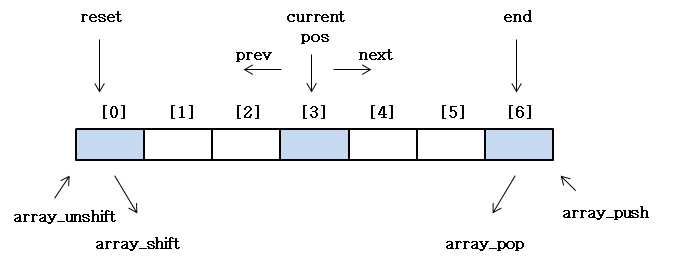 reset current end
pos
prev next
[0] [1] [2] [3] [4] [5] [6]
array_unshift array_push
array_shift array_pop